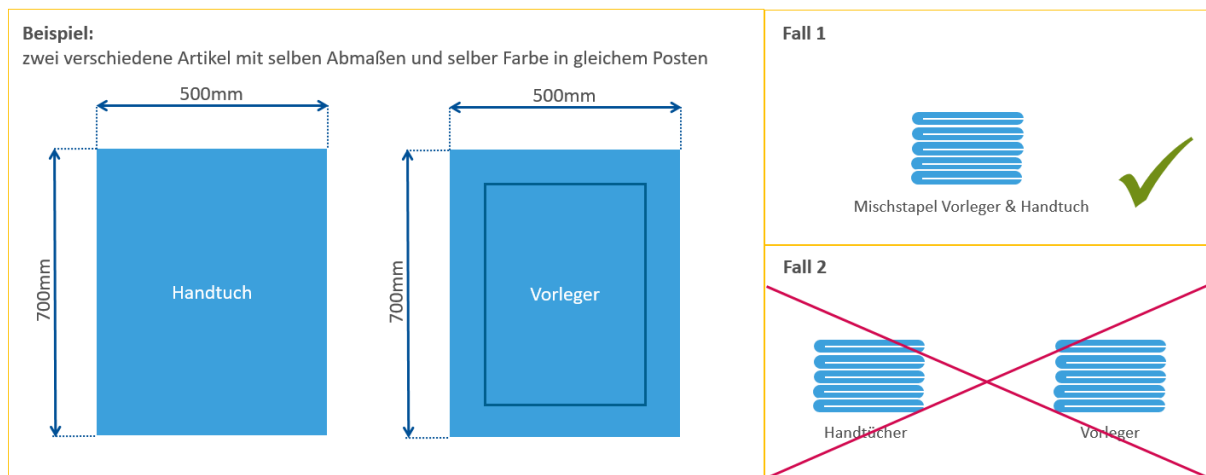 Beispiel:
zwei verschiedene Artikel mit selben Abmaßen und selber Farbe in gleichem Posten
500mm
700mm
Handtuch
500mm
700mm
Vorleger
Fall 1
Mischstapel Vorleger & Handtuch
Fall 2
Handtücher
Vorleger